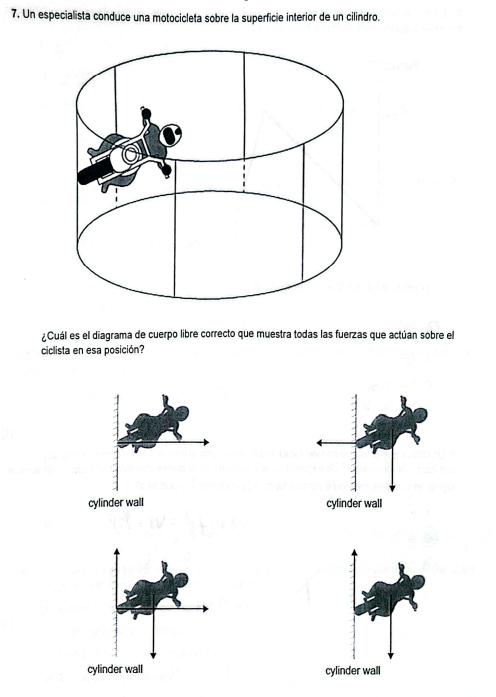 7. Un especialista conduce una motocicleta sobre la superficie interior de un cilindro.
¿Cuál es el diagrama de cuerpo libre correcto que muestra todas las fuerzas que actúan sobre el
ciclista en esa posición?
cylinder wall
cylinder wall
cylinder wall
cylinder wall